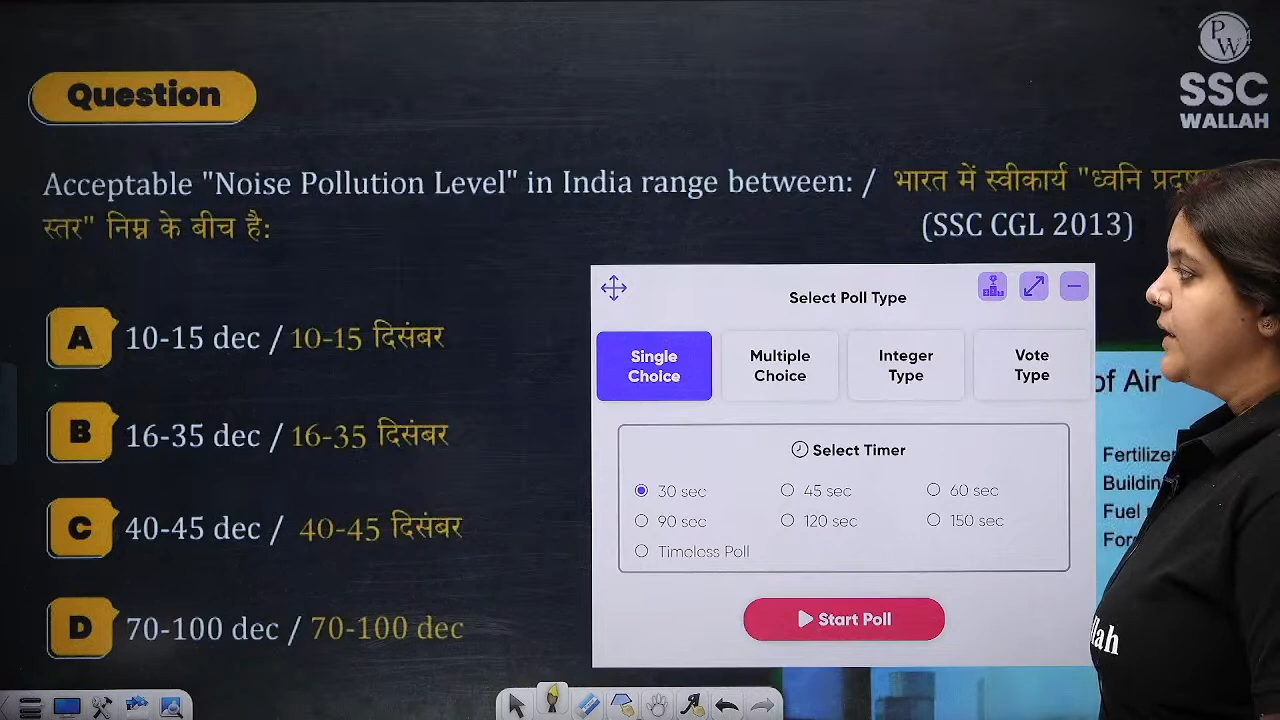 PW
SSC
WALLAH
Question
Acceptable "Noise Pollution Level" in India range between: / भारत में स्वीकार्य "ध्वनि
स्तर" निम्न के बीच है:
(SSC CGL 2013)
A 10-15 dec / 10-15 दिसंबर
B 16-35 dec / 16-35 दिसंबर
C 40-45 dec / 40-45 दिसंबर
D 70-100 dec / 70-100 dec
Select Poll Type
Single Choice
Multiple Choice
Integer Type
Vote Type
Select Timer
30 sec
45 sec
60 sec
90 sec
120 sec
150 sec
Timeless Poll
Start Poll
of Air
Fuel